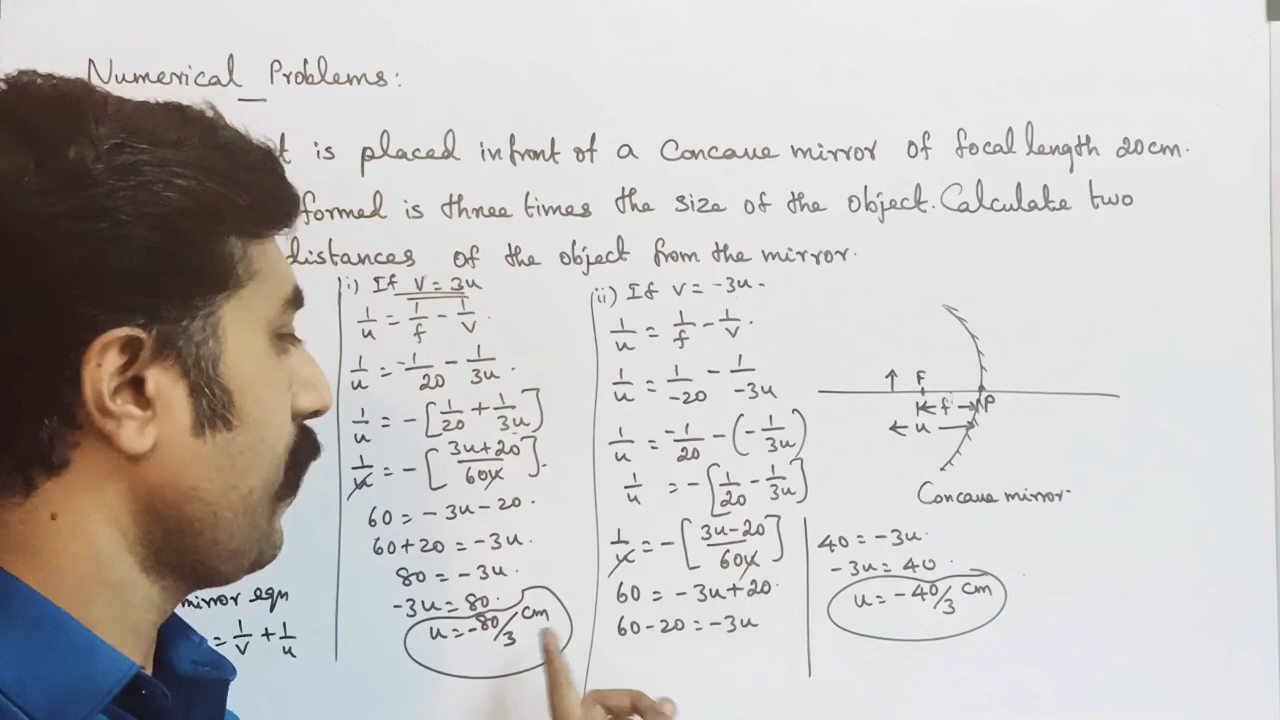 Numerical Problems:
is placed infront of a Concave mirror of focal length 20cm.
formed is three times the size of the object. Calculate two
distances of the object from the mirror.
i) If V = 3u
1/u = 1/f - 1/v.
1/u = -1/20 - 1/3u.
1/u = -[1/20 + 1/3u]
1/u = -[3u+20/60u].
60 = -3u-20.
60+20 = -3u.
80 = -3u.
-3u = 80.
u = -80/3 cm
mirror eqn
= 1/v + 1/u
ii) If v = -3u.
1/u = 1/f - 1/v.
1/u = 1/-20 - 1/-3u
1/u = -1/20 - (-1/3u)
1/u = -[1/20 - 1/3u]
1/u = -[3u-20/60u]
60 = -3u+20.
60-20 = -3u
40 = -3u.
-3u = 40.
u = -40/3 cm
F
f
P
u
Concave mirror